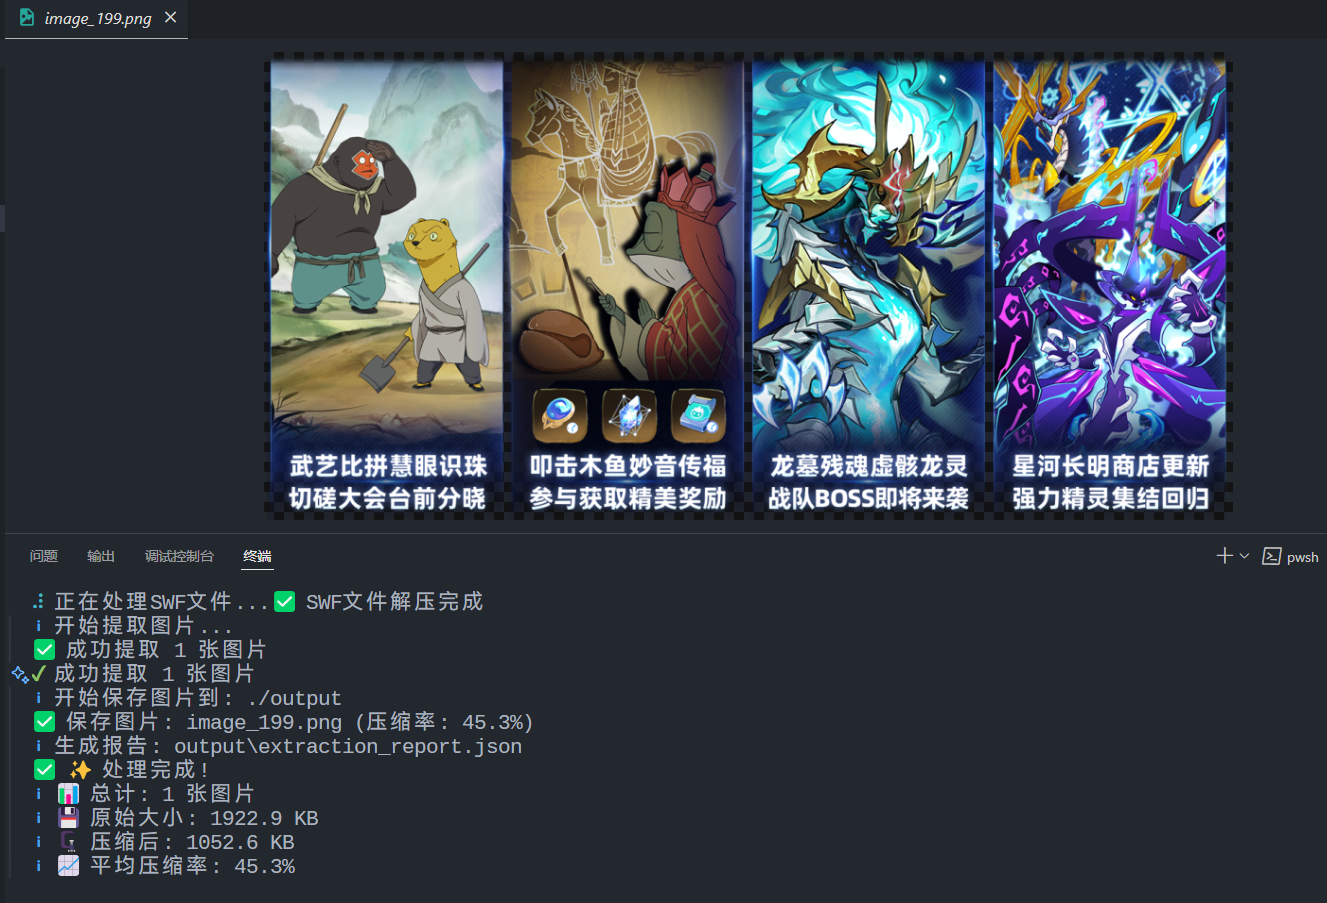 image_199.png
武艺比拼慧眼识珠
切磋大会台前分晓
叩击木鱼妙音传福
参与获取精美奖励
龙墓残魂虚骸龙灵
战队BOSS即将来袭
星河长明商店更新
强力精灵集结回归
问题 输出 调试控制台 终端 pwsh
正在处理SWF文件...✅ SWF文件解压完成
i 开始提取图片...
✅ 成功提取 1 张图片
✓ 成功提取 1 张图片
i 开始保存图片到: ./output
✅ 保存图片: image_199.png (压缩率: 45.3%)
i 生成报告: output\extraction_report.json
✅ ✨ 处理完成!
i 📊 总计: 1 张图片
i 💾 原始大小: 1922.9 KB
i 🗜 压缩后: 1052.6 KB
i 📈 平均压缩率: 45.3%